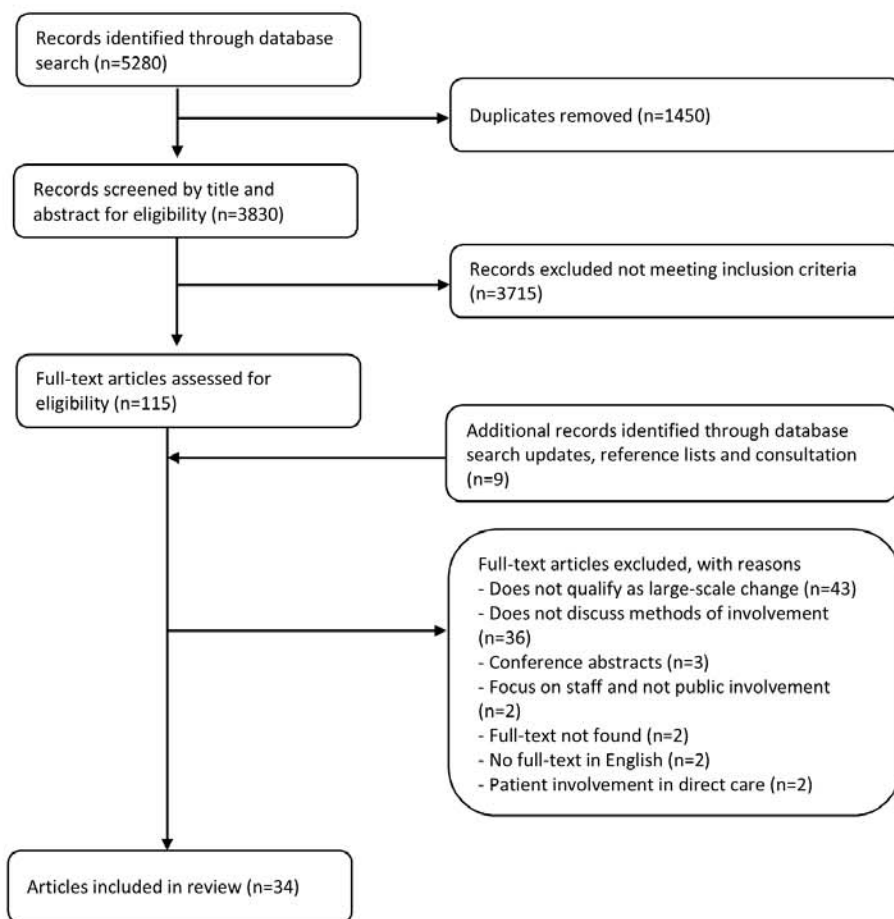 Records identified through database
search (n=5280)
Duplicates removed (n=1450)
Records screened by title and
abstract for eligibility (n=3830)
Records excluded not meeting inclusion criteria
(n=3715)
Full-text articles assessed for
eligibility (n=115)
Additional records identified through database
search updates, reference lists and consultation
(n=9)
Full-text articles excluded, with reasons
- Does not qualify as large-scale change (n=43)
- Does not discuss methods of involvement
(n=36)
- Conference abstracts (n=3)
- Focus on staff and not public involvement
(n=2)
- Full-text not found (n=2)
- No full-text in English (n=2)
- Patient involvement in direct care (n=2)
Articles included in review (n=34)